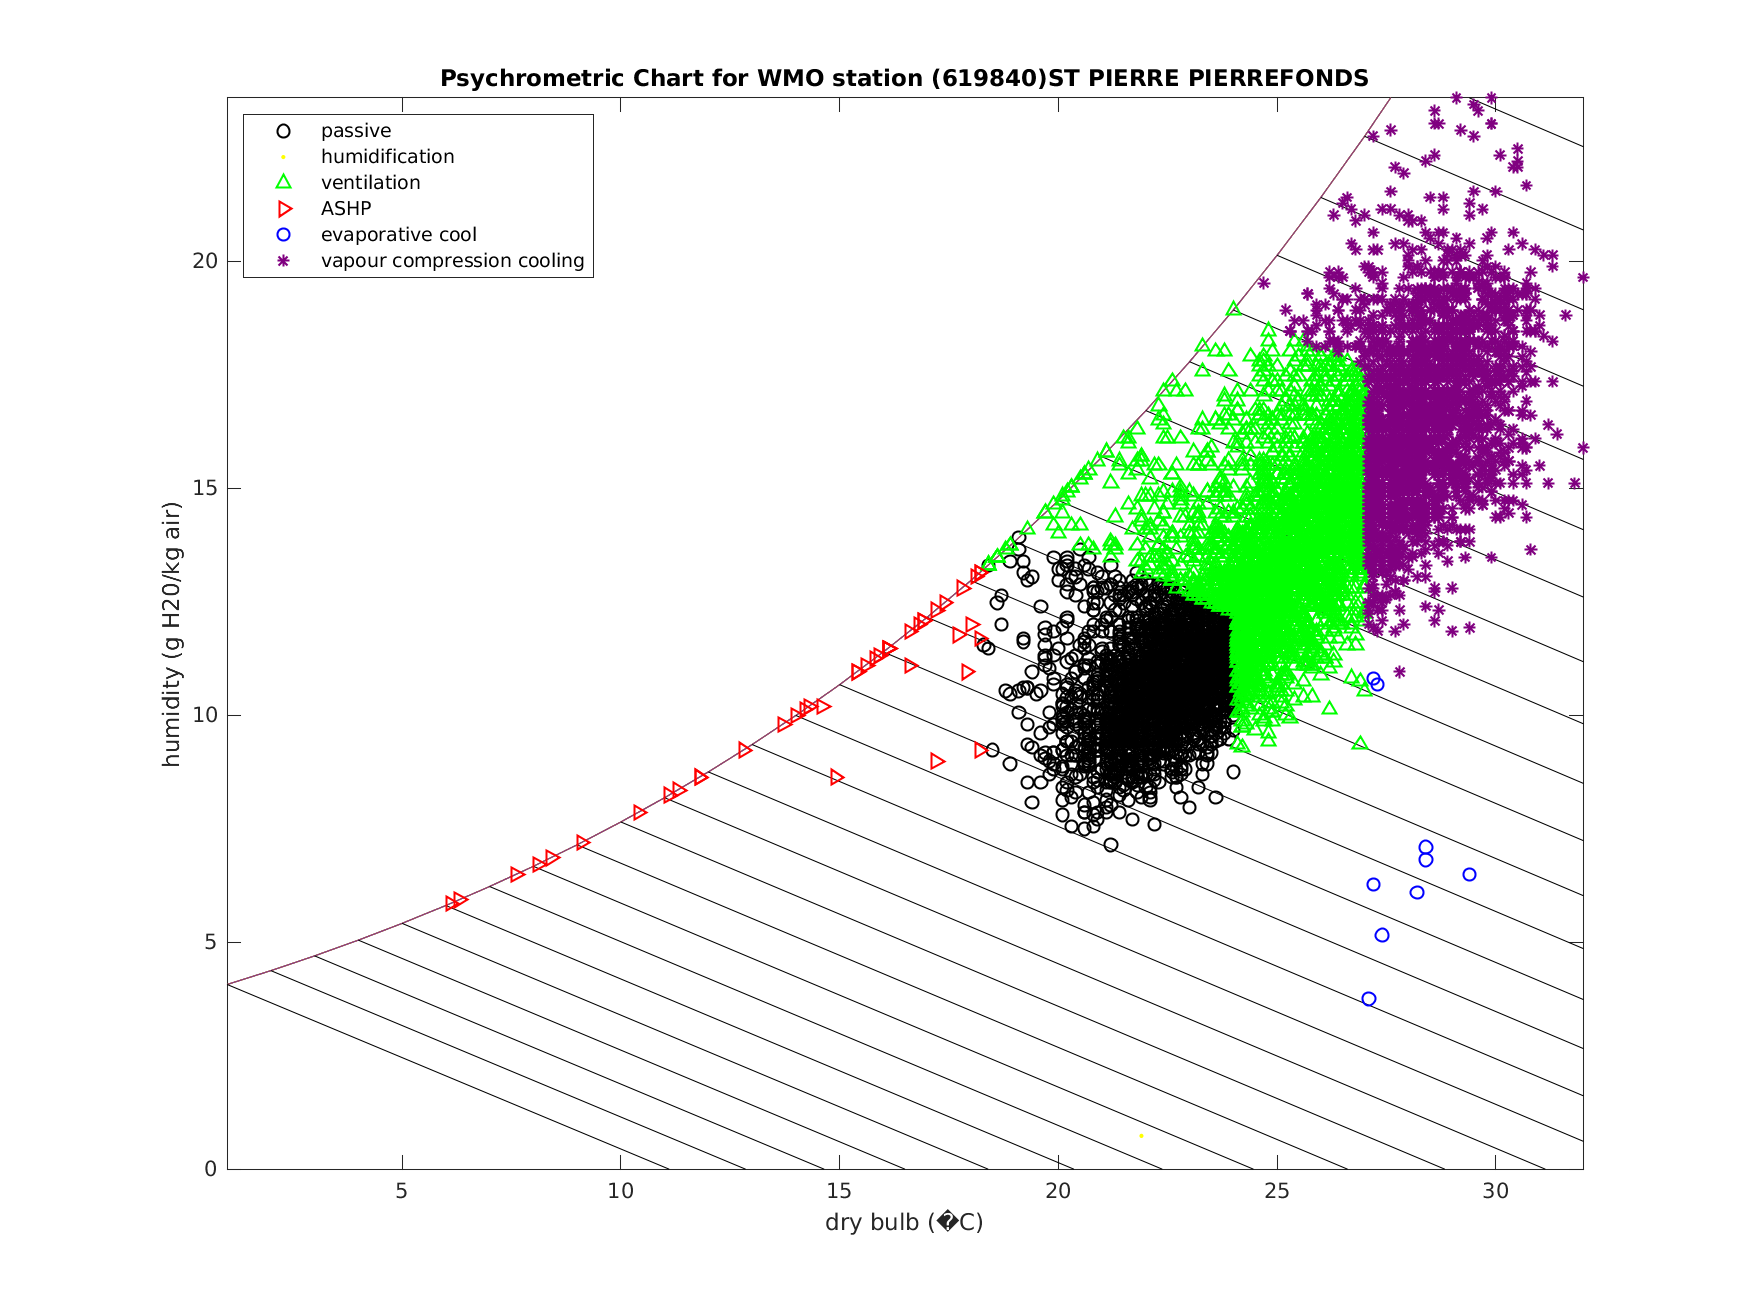 Psychrometric Chart for WMO station (619840)ST PIERRE PIERREFONDS
passive
humidification
ventilation
ASHP
evaporative cool
vapour compression cooling
humidity (g H20/kg air)
20
15
10
5
0
5 10 15 20 25 30
dry bulb (�C)